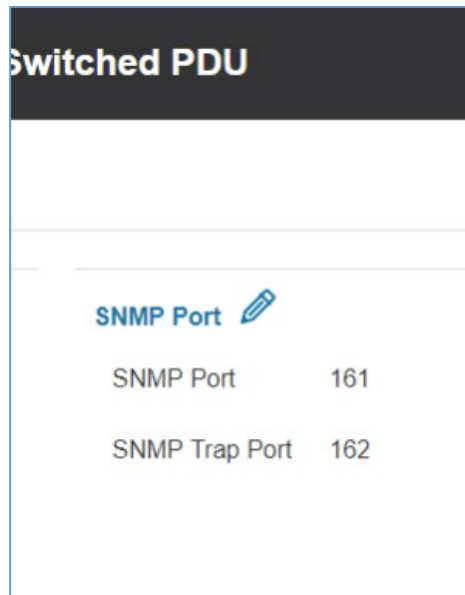 Switched PDU
SNMP Port
SNMP Port 161
SNMP Trap Port 162